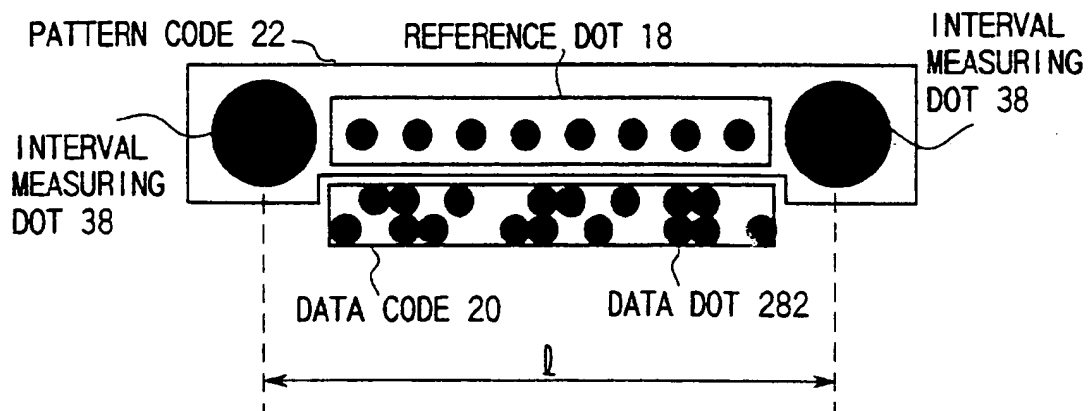 PATTERN CODE 22
REFERENCE DOT 18
INTERVAL
MEASURING
DOT 38
INTERVAL
MEASURING
DOT 38
DATA CODE 20
DATA DOT 282
l